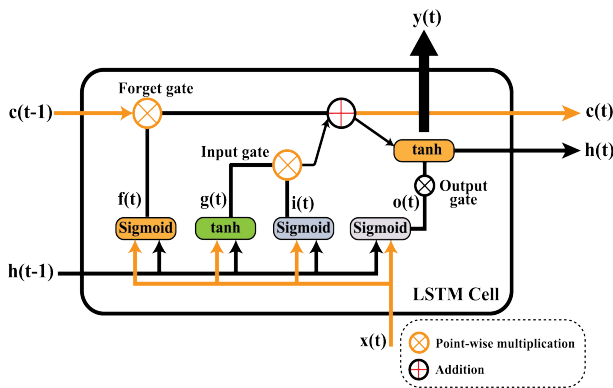 y(t)
Forget gate
c(t-1)
c(t)
tanh
h(t)
Input gate
Output
gate
f(t)
g(t)
i(t)
o(t)
Sigmoid
tanh
Sigmoid
Sigmoid
h(t-1)
LSTM Cell
x(t)
Point-wise multiplication
Addition